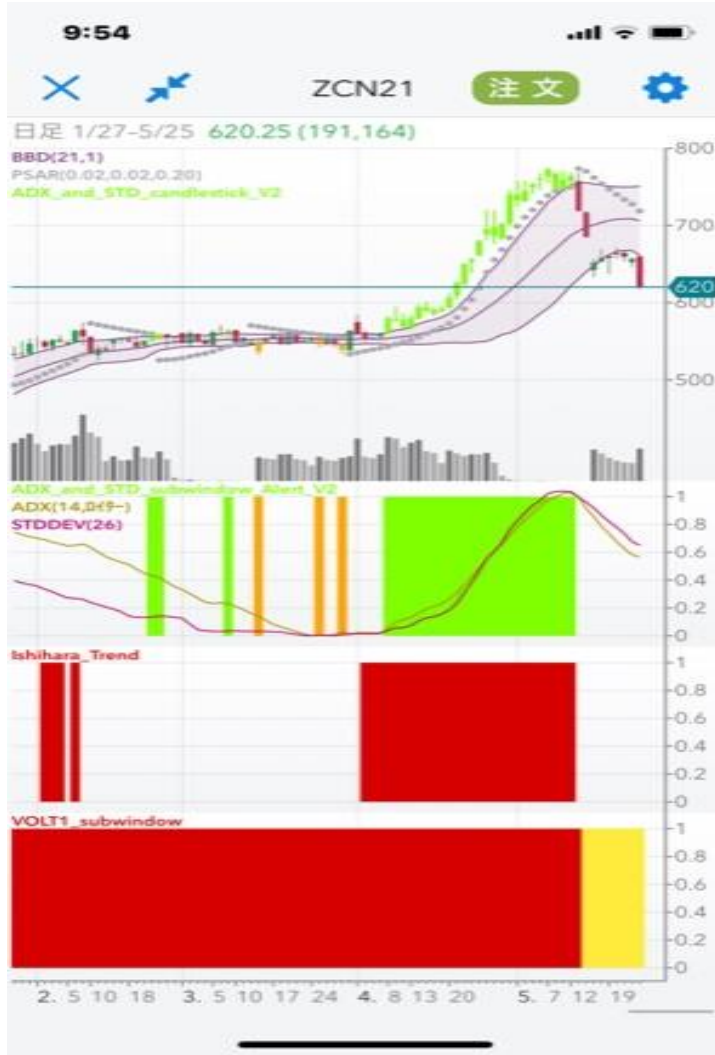 9:54
ZCN21 注文
日足 1/27-5/25 620.25 (191,164)
BBD(21,1)
PSAR(0.02,0.02,0.20)
ADX_and_STD_candlestick_V2
800
700
620
600
500
ADX_and_STD_subwindow_Alert_V2
STDDEV(26)
1
0.8
0.6
0.4
0.2
0
Ishihara_Trend
1
0.8
0.6
0.4
0.2
0
VOLT1_subwindow
1
0.8
0.6
0.4
0.2
0
2. 5 10 18 3. 5 10 17 24 4. 8 13 20 5. 7 12 19